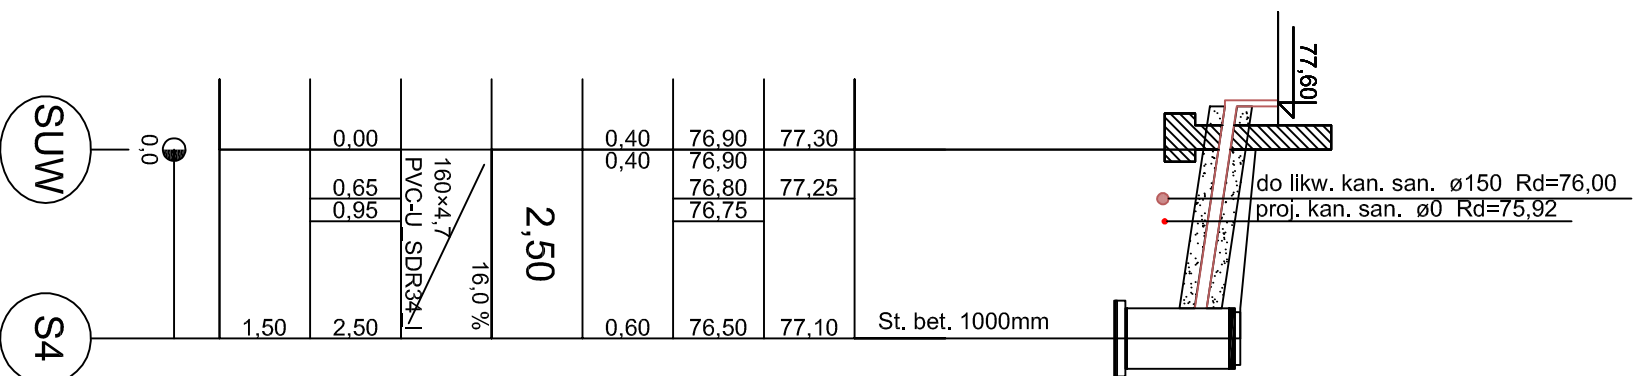 77,60
SUW
0,0
0,00
0,40 76,90 77,30
0,40 76,90
0,65
76,80 77,25
0,95
76,75
160×4,7
PVC-U SDR34 I
16,0 %
2,50
do likw. kan. san. ø150 Rd=76,00
proj. kan. san. ø0 Rd=75,92
S4
1,50 2,50
0,60 76,50 77,10
St. bet. 1000mm